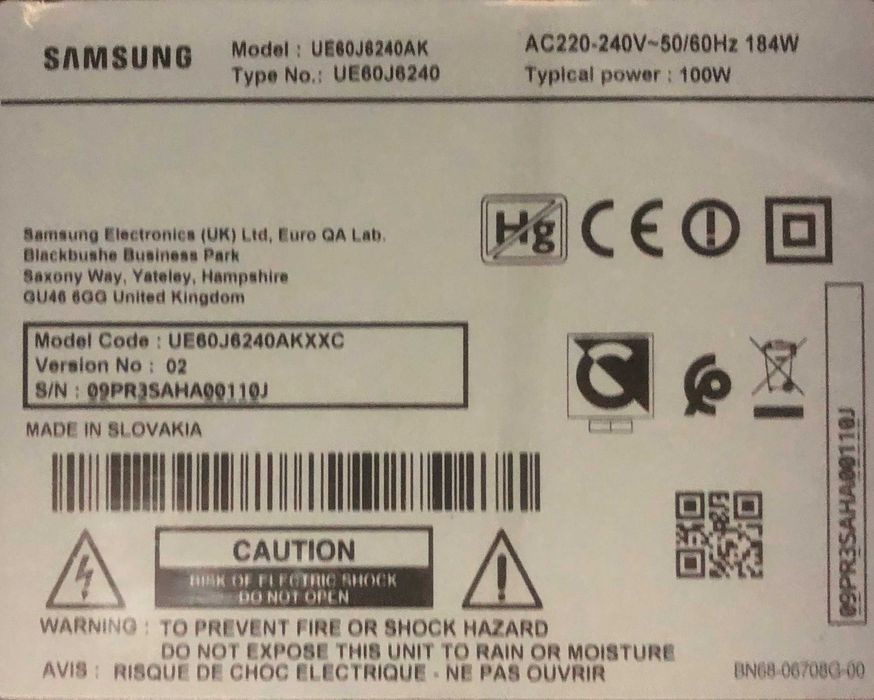 SAMSUNG
Model : UE60J6240AK
Type No.: UE60J6240
AC220-240V~50/60Hz 184W
Typical power : 100W
Hg
CE
Samsung Electronics (UK) Ltd, Euro QA Lab.
Blackbushe Business Park
Saxony Way, Yateley, Hampshire
GU46 6GG United Kingdom
Model Code : UE60J6240AKXXC
Version No : 02
S/N : 09PR3SAHA00110J
MADE IN SLOVAKIA
09PR3SAHA00110J
CAUTION
RISK OF ELECTRIC SHOCK
DO NOT OPEN
WARNING : TO PREVENT FIRE OR SHOCK HAZARD
DO NOT EXPOSE THIS UNIT TO RAIN OR MOISTURE
AVIS : RISQUE DE CHOC ELECTRIQUE - NE PAS OUVRIR
BN68-06708G-00